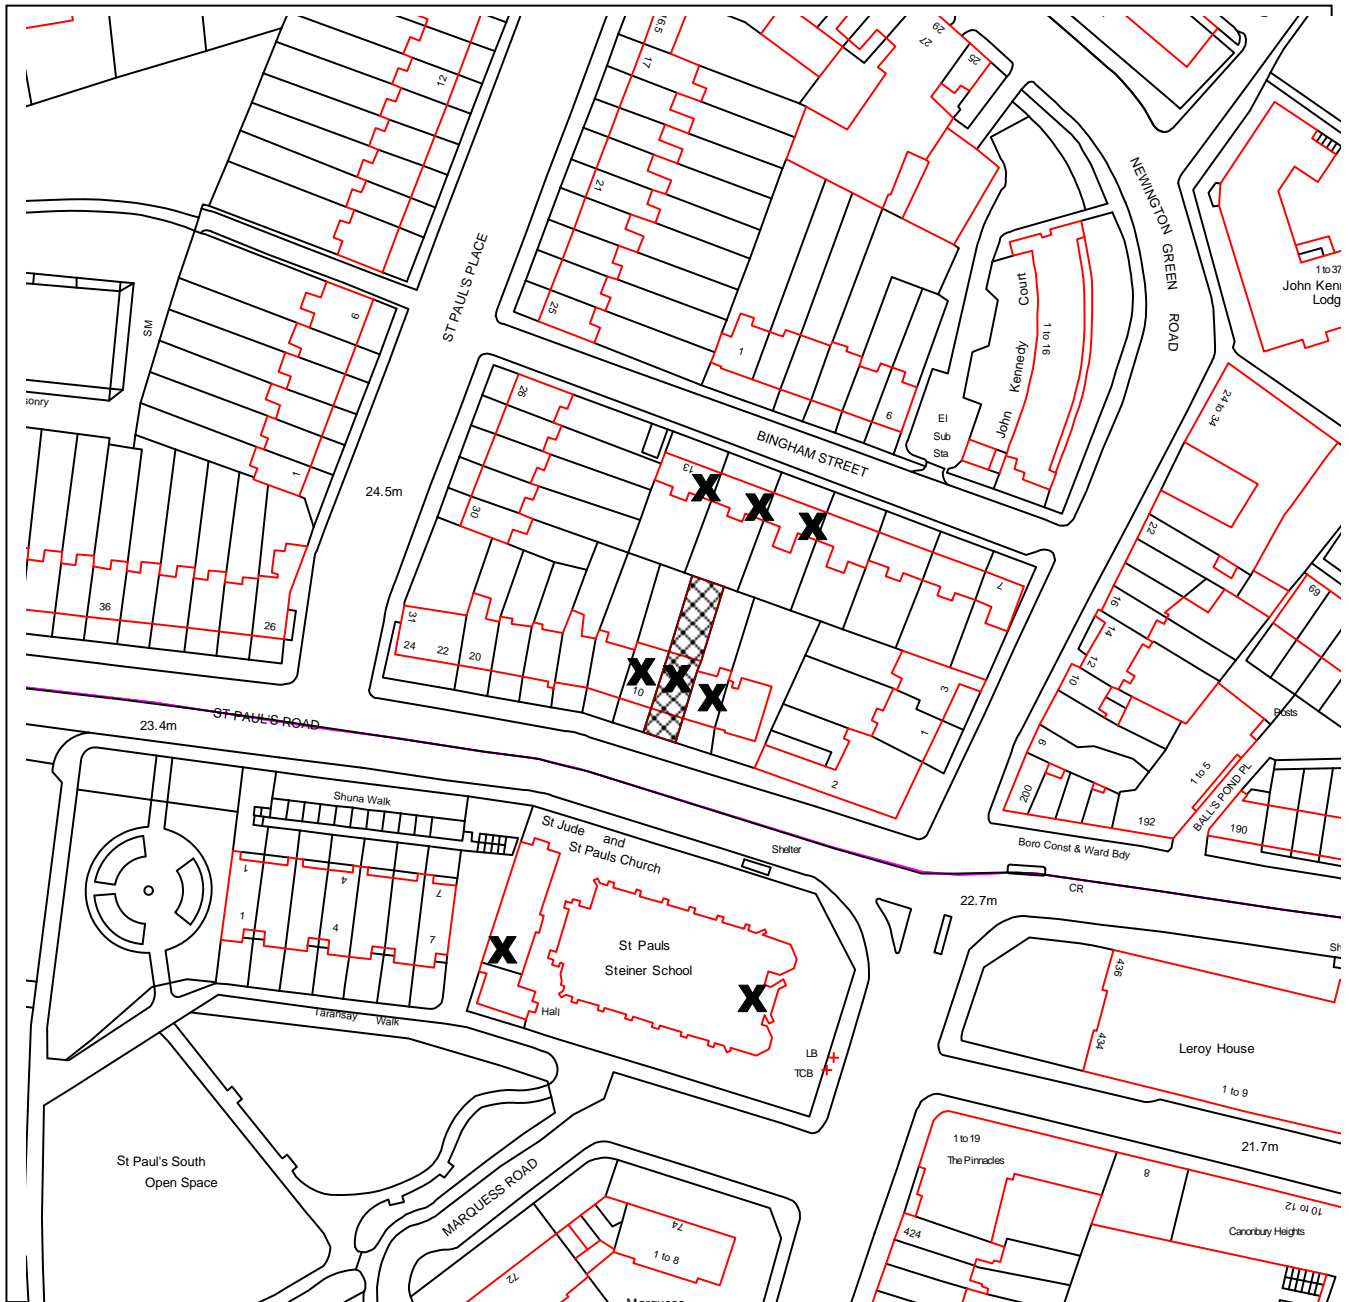 16.5
17
12
29
27
25
NEWINGTON GREEN ROAD
21
ST PAUL'S PLACE
1 to 37
John Ken
Lodg
SM
9
25
1
John Kennedy Court
1 to 16
6
El
Sub
Sta
24 to 34
onry
26
BINGHAM STREET
13
X
X
X
1
24.5m
30
22
7
69
36
26
31
24
22
20
16
14
12
10
X
X
X
10
3
1
Posts
6
1 to 5
ST PAUL'S ROAD
23.4m
2
200
192
BALL'S POND PL
190
Shuna Walk
St Jude and
St Pauls Church
Shelter
Boro Const & Ward Bdy
CR
22.7m
1
4
7
1
4
7
St Pauls
Steiner School
X
X
Sh
436
Hall
Taransay Walk
LB
TCB
434
Leroy House
1 to 9
St Paul's South
Open Space
MARQUESS ROAD
1 to 19
The Pinnacles
21.7m
8
10 to 12
Canonbury Heights
74
1 to 8
424
72